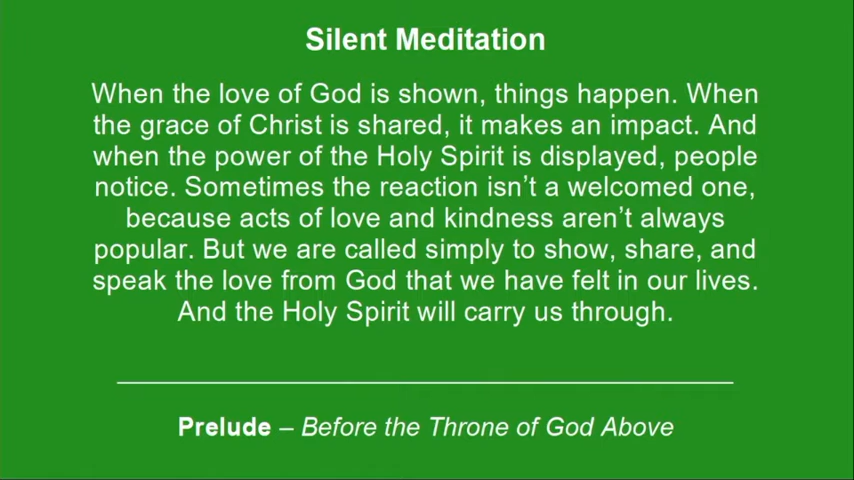 Silent Meditation
When the love of God is shown, things happen. When
the grace of Christ is shared, it makes an impact. And
when the power of the Holy Spirit is displayed, people
notice. Sometimes the reaction isn’t a welcomed one,
because acts of love and kindness aren’t always
popular. But we are called simply to show, share, and
speak the love from God that we have felt in our lives.
And the Holy Spirit will carry us through.
Prelude – Before the Throne of God Above